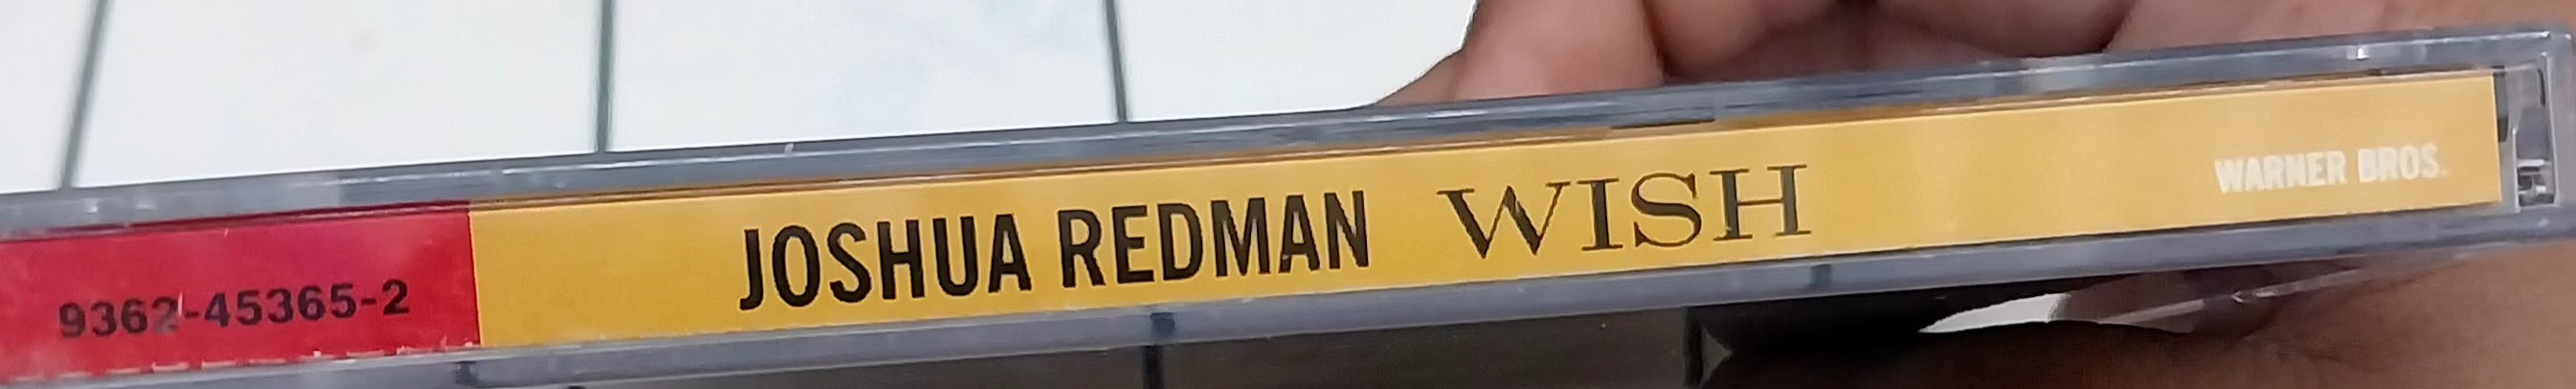 9362-45365-2
JOSHUA REDMAN WISH
WARNER BROS.